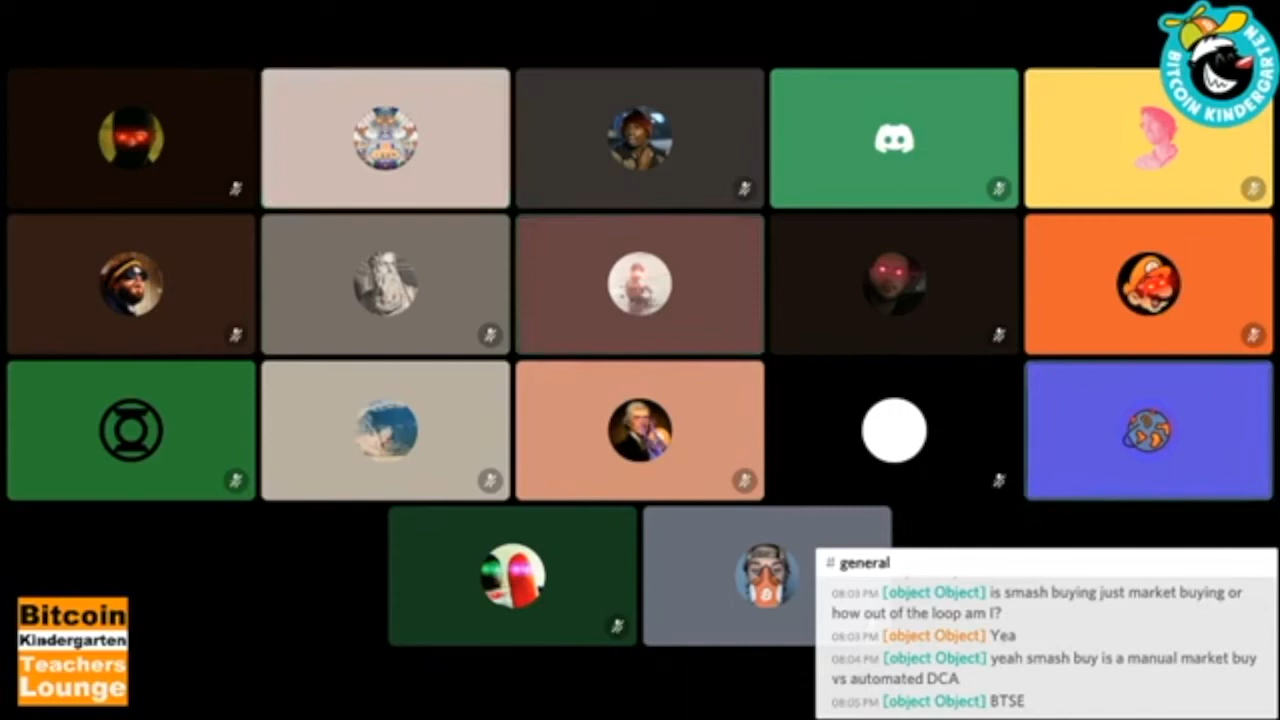 BITCOIN KINDERGARTEN
# general
08:03 PM [object Object] is smash buying just market buying or
how out of the loop am I?
08:03 PM [object Object] Yea
08:04 PM [object Object] yeah smash buy is a manual market buy
vs automated DCA
08:05 PM [object Object] BTSE
Bitcoin
Kindergarten
Teachers
Lounge